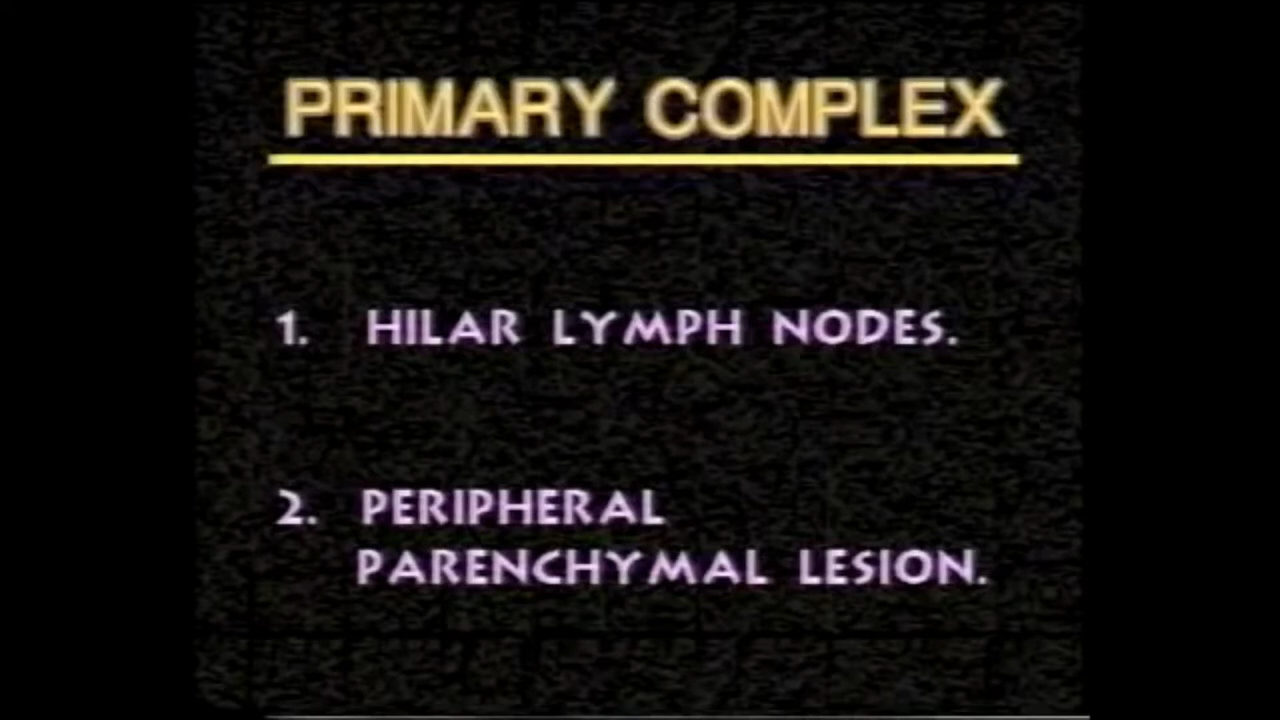 PRIMARY COMPLEX
1. HILAR LYMPH NODES.
2. PERIPHERAL
PARENCHYMAL LESION.